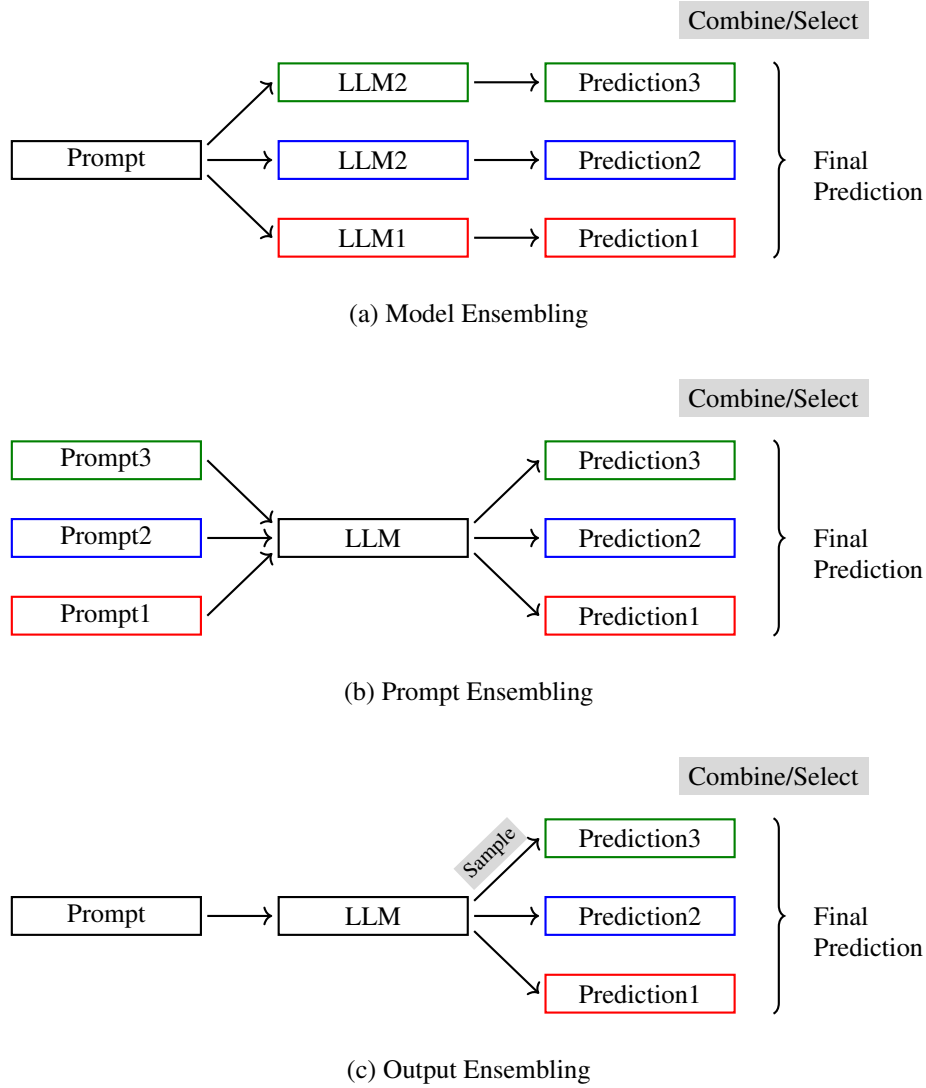 Combine/Select
LLM2 Prediction3
Prompt LLM2 Prediction2 Final
Prediction
LLM1 Prediction1
(a) Model Ensembling
Combine/Select
Prompt3 Prediction3
Prompt2 LLM Prediction2 Final
Prediction
Prompt1 Prediction1
(b) Prompt Ensembling
Combine/Select
Sample Prediction3
Prompt LLM Prediction2 Final
Prediction
Prediction1
(c) Output Ensembling